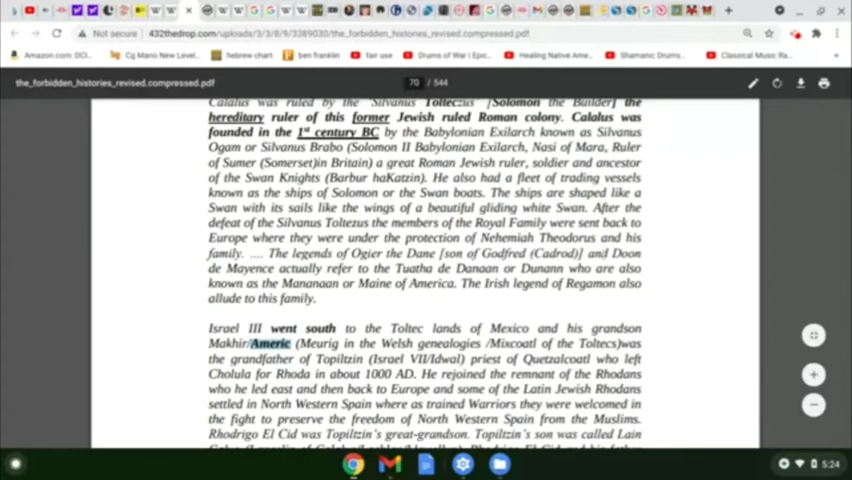 432thedrop.com/uploads/3/3/8/9/3389030/the_forbidden_histories_revised.compressed.pdf
Not secure
Amazon.com: DCI...
Cg Mano New Level...
hebrew chart
ben franklin
fair use
Drums of War | Epic...
Healing Native Ame...
Shamanic Drums...
Classical Music Ra...
the_forbidden_histories_revised.compressed.pdf
70 / 544
Calalus was ruled by the "Silvanus Tolteczus" [Solomon the Builder] the
hereditary ruler of this former Jewish ruled Roman colony. Calalus was
founded in the 1st century BC by the Babylonian Exilarch known as Silvanus
Ogam or Silvanus Brabo (Solomon II Babylonian Exilarch, Nasi of Mara, Ruler
of Sumer (Somerset)in Britain) a great Roman Jewish ruler, soldier and ancestor
of the Swan Knights (Barbur haKatzin). He also had a fleet of trading vessels
known as the ships of Solomon or the Swan boats. The ships are shaped like a
Swan with its sails like the wings of a beautiful gliding white Swan. After the
defeat of the Silvanus Toltezus the members of the Royal Family were sent back to
Europe where they were under the protection of Nehemiah Theodorus and his
family. .... The legends of Ogier the Dane [son of Godfred (Cadrod)] and Doon
de Mayence actually refer to the Tuatha de Danaan or Dunann who are also
known as the Mananaan or Maine of America. The Irish legend of Regamon also
allude to this family.
Israel III went south to the Toltec lands of Mexico and his grandson
Makhir/Americ (Meurig in the Welsh genealogies /Mixcoatl of the Toltecs)was
the grandfather of Topiltzin (Israel VII/Idwal) priest of Quetzalcoatl who left
Cholula for Rhoda in about 1000 AD. He rejoined the remnant of the Rhodans
who he led east and then back to Europe and some of the Latin Jewish Rhodans
settled in North Western Spain where as trained Warriors they were welcomed in
the fight to preserve the freedom of North Western Spain from the Muslims.
Rhodrigo El Cid was Topiltzin's great-grandson. Topiltzin's son was called Lain
5:24